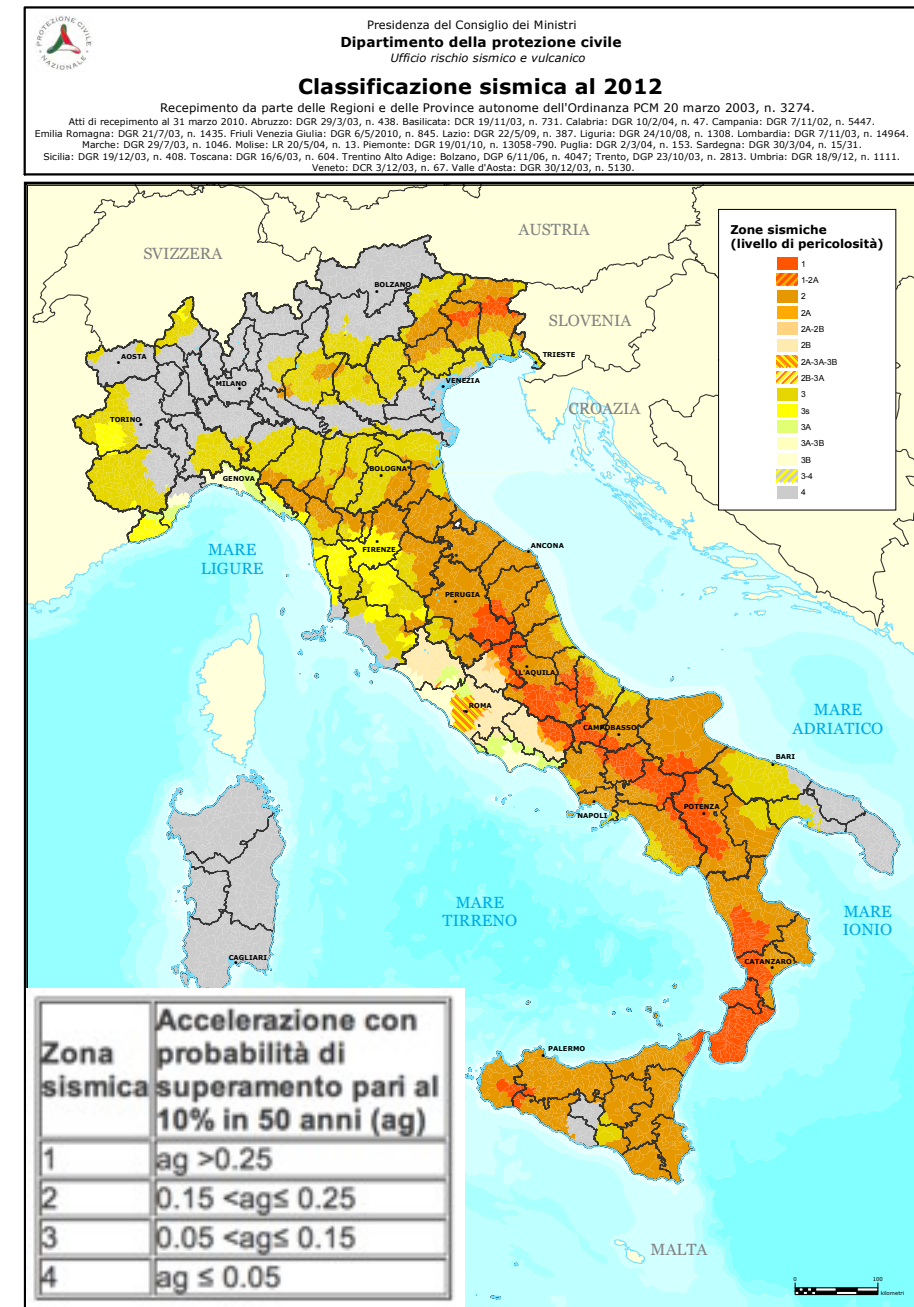 PROTEZIONE CIVILE
NAZIONALE
Presidenza del Consiglio dei Ministri
Dipartimento della protezione civile
Ufficio rischio sismico e vulcanico
Classificazione sismica al 2012
Recepimento da parte delle Regioni e delle Province autonome dell'Ordinanza PCM 20 marzo 2003, n. 3274.
Atti di recepimento al 31 marzo 2010. Abruzzo: DGR 29/3/03, n. 438. Basilicata: DCR 19/11/03, n. 731. Calabria: DGR 10/2/04, n. 47. Campania: DGR 7/11/02, n. 5447.
Emilia Romagna: DGR 21/7/03, n. 1435. Friuli Venezia Giulia: DGR 6/5/2010, n. 845. Lazio: DGR 22/5/09, n. 387. Liguria: DGR 24/10/08, n. 1308. Lombardia: DGR 7/11/03, n. 14964.
Marche: DGR 29/7/03, n. 1046. Molise: LR 20/5/04, n. 13. Piemonte: DGR 19/01/10, n. 13058-790. Puglia: DGR 2/3/04, n. 153. Sardegna: DGR 30/3/04, n. 15/31.
Sicilia: DGR 19/12/03, n. 408. Toscana: DGR 16/6/03, n. 604. Trentino Alto Adige: Bolzano, DGP 6/11/06, n. 4047; Trento, DGP 23/10/03, n. 2813. Umbria: DGR 18/9/12, n. 1111.
Veneto: DCR 3/12/03, n. 67. Valle d'Aosta: DGR 30/12/03, n. 5130.
AUSTRIA
SVIZZERA
Zone sismiche
(livello di pericolosità)
1
1-2A
2
2A
2A-2B
2B
2A-3A-3B
2B-3A
3
3s
3A
3A-3B
3B
3-4
4
BOLZANO
SLOVENIA
AOSTA
TRIESTE
MILANO
VENEZIA
CROAZIA
TORINO
BOLOGNA
GENOVA
FIRENZE
ANCONA
MARE
LIGURE
PERUGIA
L'AQUILA
ROMA
MARE
ADRIATICO
CAMPOBASSO
BARI
NAPOLI
POTENZA
MARE
TIRRENO
MARE
IONIO
CAGLIARI
CATANZARO
PALERMO
MALTA
Zona sismica
Accelerazione con probabilità di superamento pari al 10% in 50 anni (ag)
1 ag >0.25
2 0.15 <ag≤ 0.25
3 0.05 <ag≤ 0.15
4 ag ≤ 0.05
0 100
kilometri